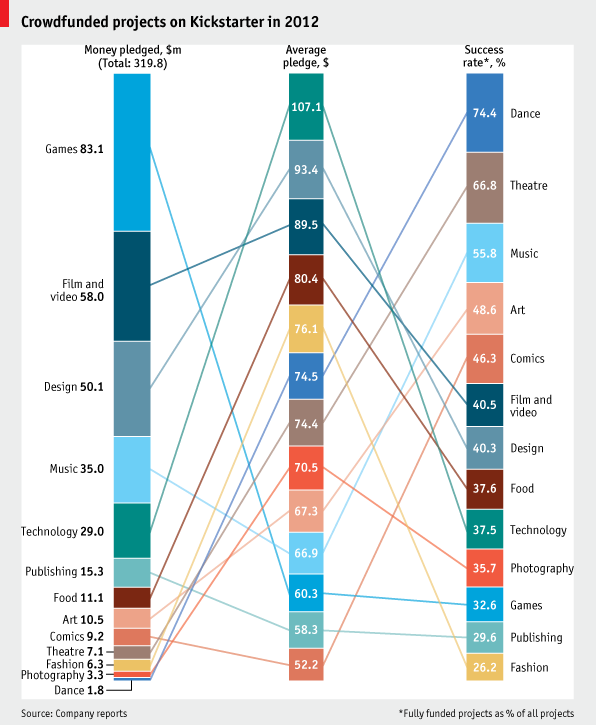 Crowdfunded projects on Kickstarter in 2012
Money pledged, $m
(Total: 319.8)
Average
pledge, $
Success
rate*, %
Games 83.1
Film and
video 58.0
Design 50.1
Music 35.0
Technology 29.0
Publishing 15.3
Food 11.1
Art 10.5
Comics 9.2
Theatre 7.1
Fashion 6.3
Photography 3.3
Dance 1.8
107.1
93.4
89.5
80.4
76.1
74.5
74.4
70.5
67.3
66.9
60.3
58.3
52.2
74.4 Dance
66.8 Theatre
55.8 Music
48.6 Art
46.3 Comics
40.5 Film and
video
40.3 Design
37.6 Food
37.5 Technology
35.7 Photography
32.6 Games
29.6 Publishing
26.2 Fashion
Source: Company reports
*Fully funded projects as % of all projects